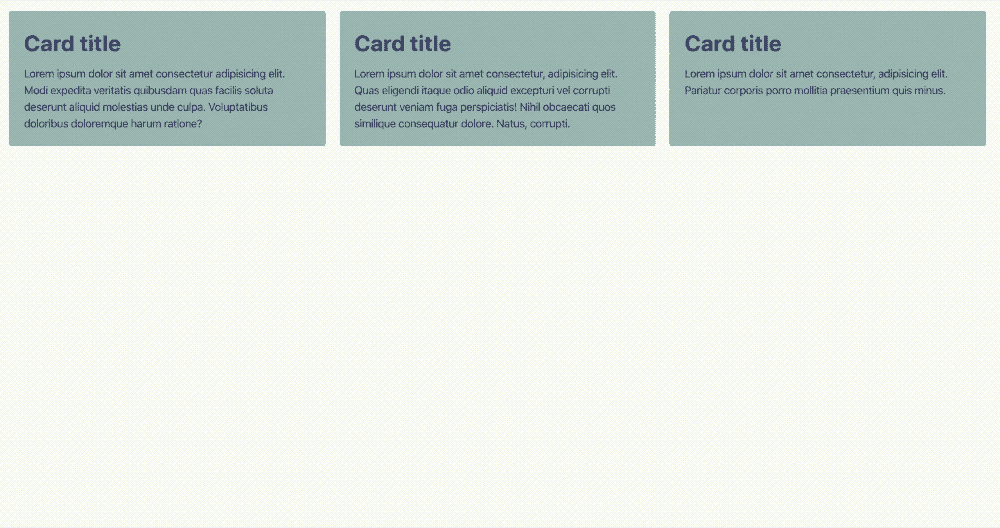 Card title
Lorem ipsum dolor sit amet consectetur adipisicing elit.
Modi expedita veritatis quibusdam quas facilis soluta
deserunt aliquid molestias unde culpa. Voluptatibus
doloribus doloremque harum ratione?
Card title
Lorem ipsum dolor sit amet consectetur, adipisicing elit.
Quas eligendi itaque odio aliquid excepturi vel corrupti
deserunt veniam fuga perspiciatis! Nihil obcaecati quos
similique consequatur dolore. Natus, corrupti.
Card title
Lorem ipsum dolor sit amet consectetur, adipisicing elit.
Pariatur corporis porro mollitia praesentium quis minus.